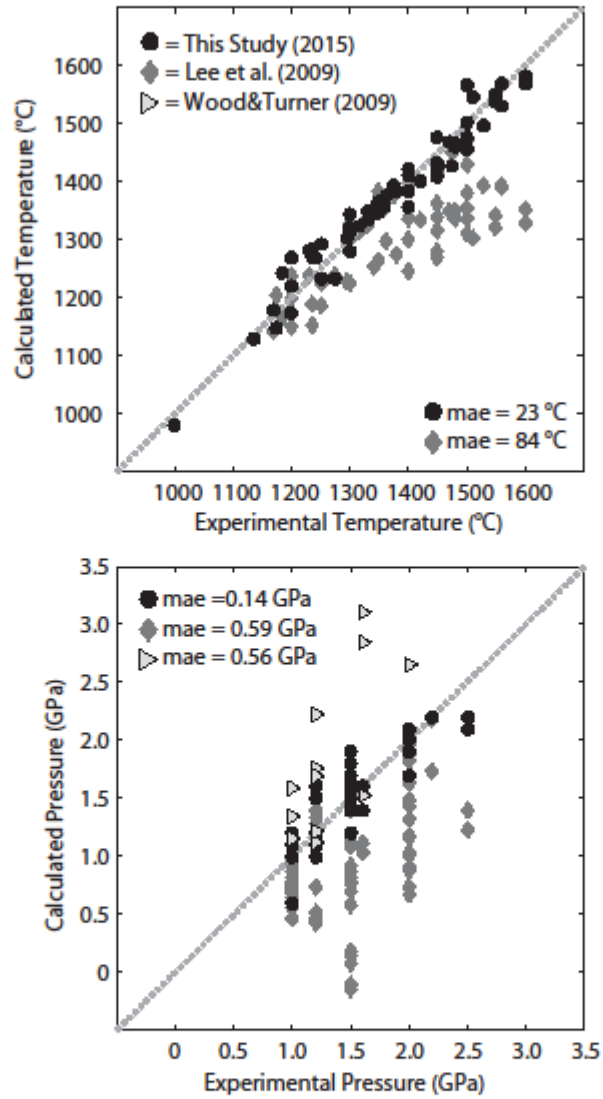 = This Study (2015)
= Lee et al. (2009)
= Wood&Turner (2009)
1600
1500
1400
1300
1200
1100
1000
Calculated Temperature (°C)
mae = 23 °C
mae = 84 °C
1000 1100 1200 1300 1400 1500 1600
Experimental Temperature (°C)
3.5
3.0
2.5
2.0
1.5
1.0
0.5
0
Calculated Pressure (GPa)
mae =0.14 GPa
mae = 0.59 GPa
mae = 0.56 GPa
0 0.5 1.0 1.5 2.0 2.5 3.0 3.5
Experimental Pressure (GPa)